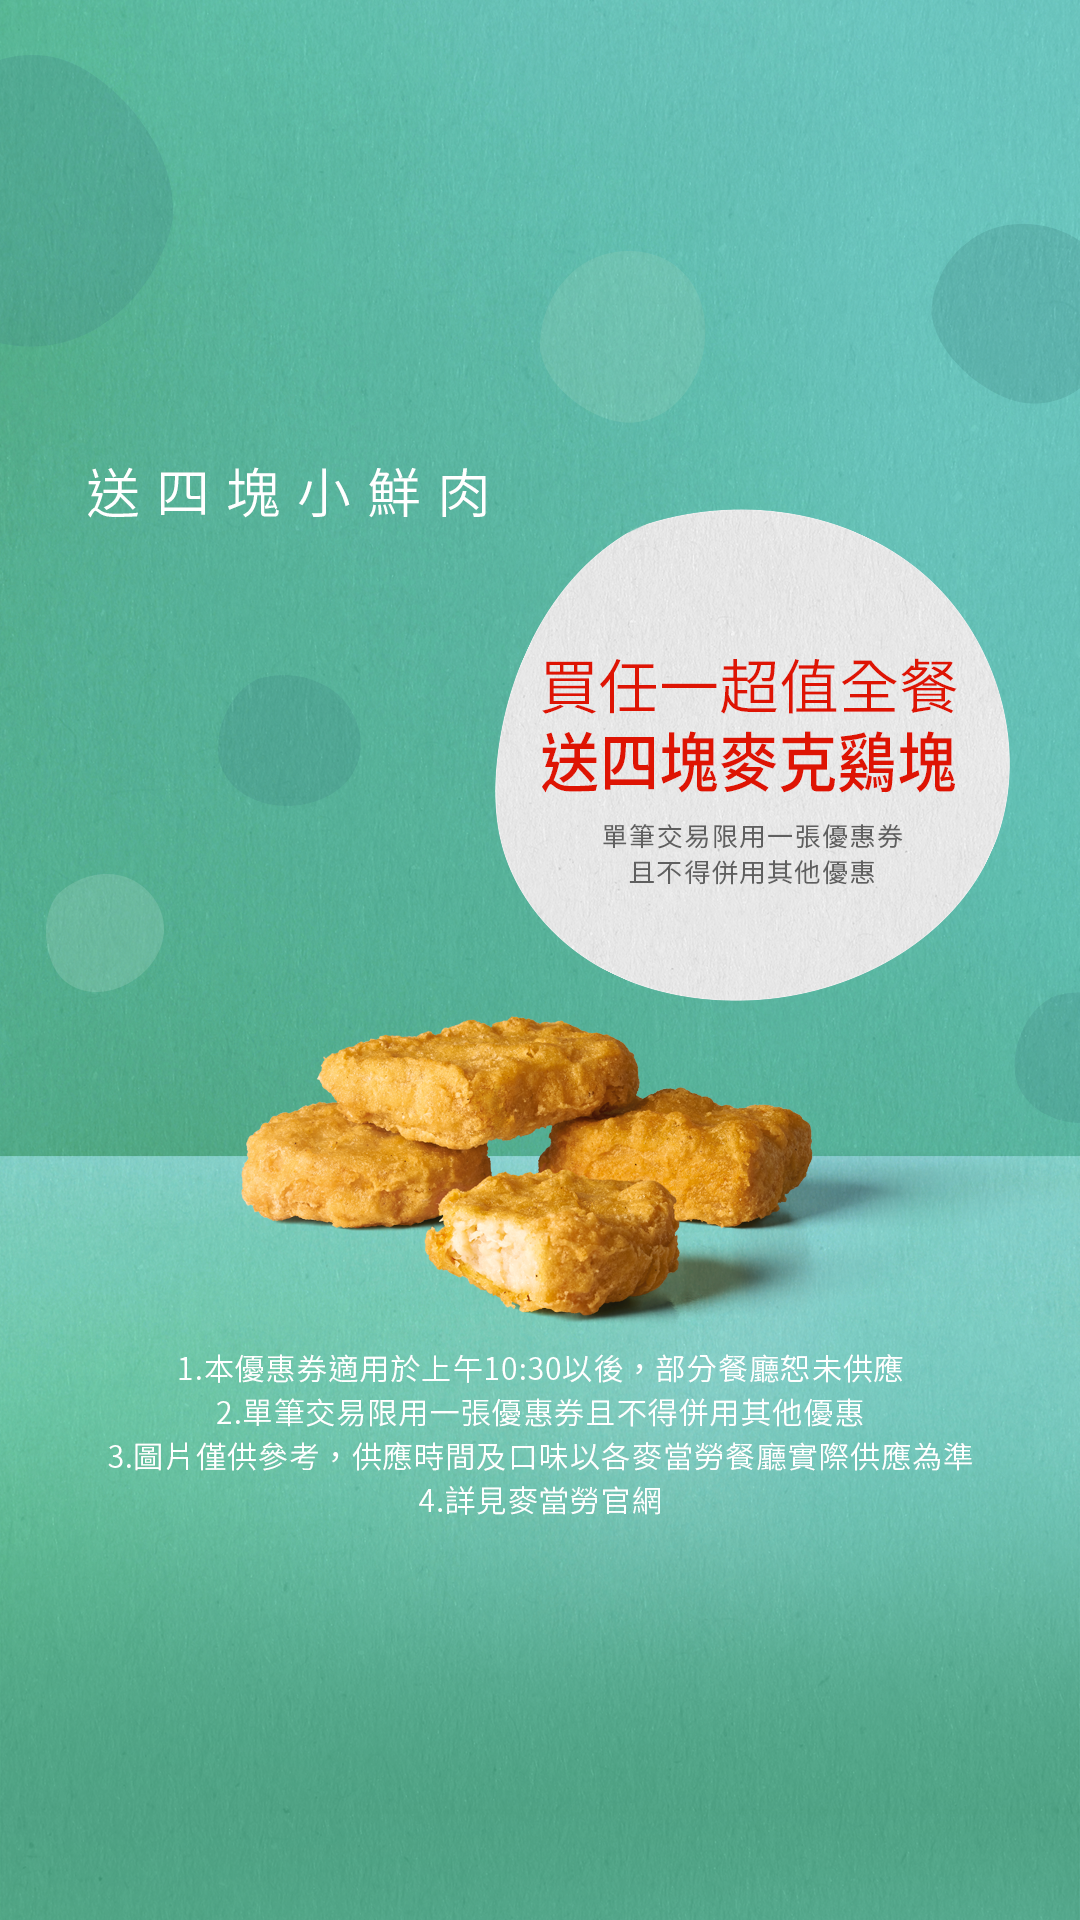 送四塊小鮮肉
買任一超值全餐
送四塊麥克鷄塊
單筆交易限用一張優惠券
且不得併用其他優惠
1.本優惠券適用於上午10:30以後，部分餐廳恕未供應
2.單筆交易限用一張優惠券且不得併用其他優惠
3.圖片僅供參考，供應時間及口味以各麥當勞餐廳實際供應為準
4.詳見麥當勞官網